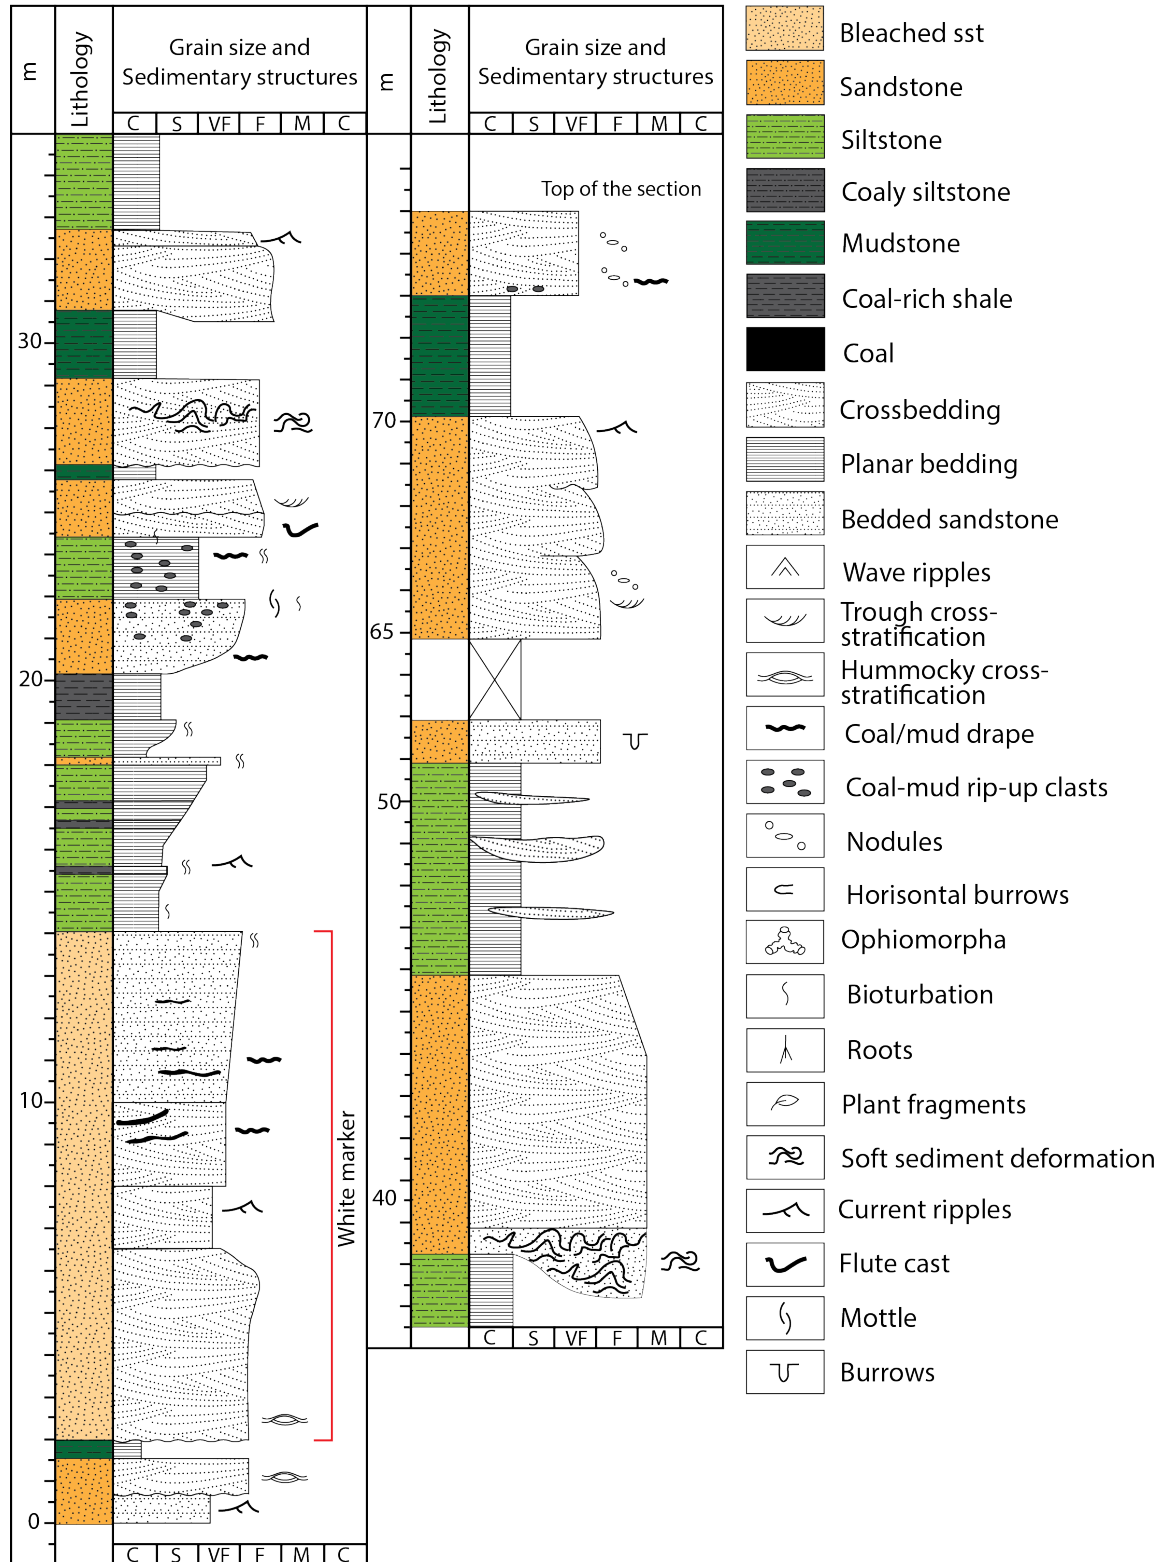 m
Lithology
Grain size and
Sedimentary structures
C S VF F M C
30
20
10
0
White marker
C S VF F M C
m
Lithology
Grain size and
Sedimentary structures
C S VF F M C
Top of the section
70
65
50
40
C S VF F M C
Bleached sst
Sandstone
Siltstone
Coaly siltstone
Mudstone
Coal-rich shale
Coal
Crossbedding
Planar bedding
Bedded sandstone
Wave ripples
Trough cross-
stratification
Hummocky cross-
stratification
Coal/mud drape
Coal-mud rip-up clasts
Nodules
Horisontal burrows
Ophiomorpha
Bioturbation
Roots
Plant fragments
Soft sediment deformation
Current ripples
Flute cast
Mottle
Burrows